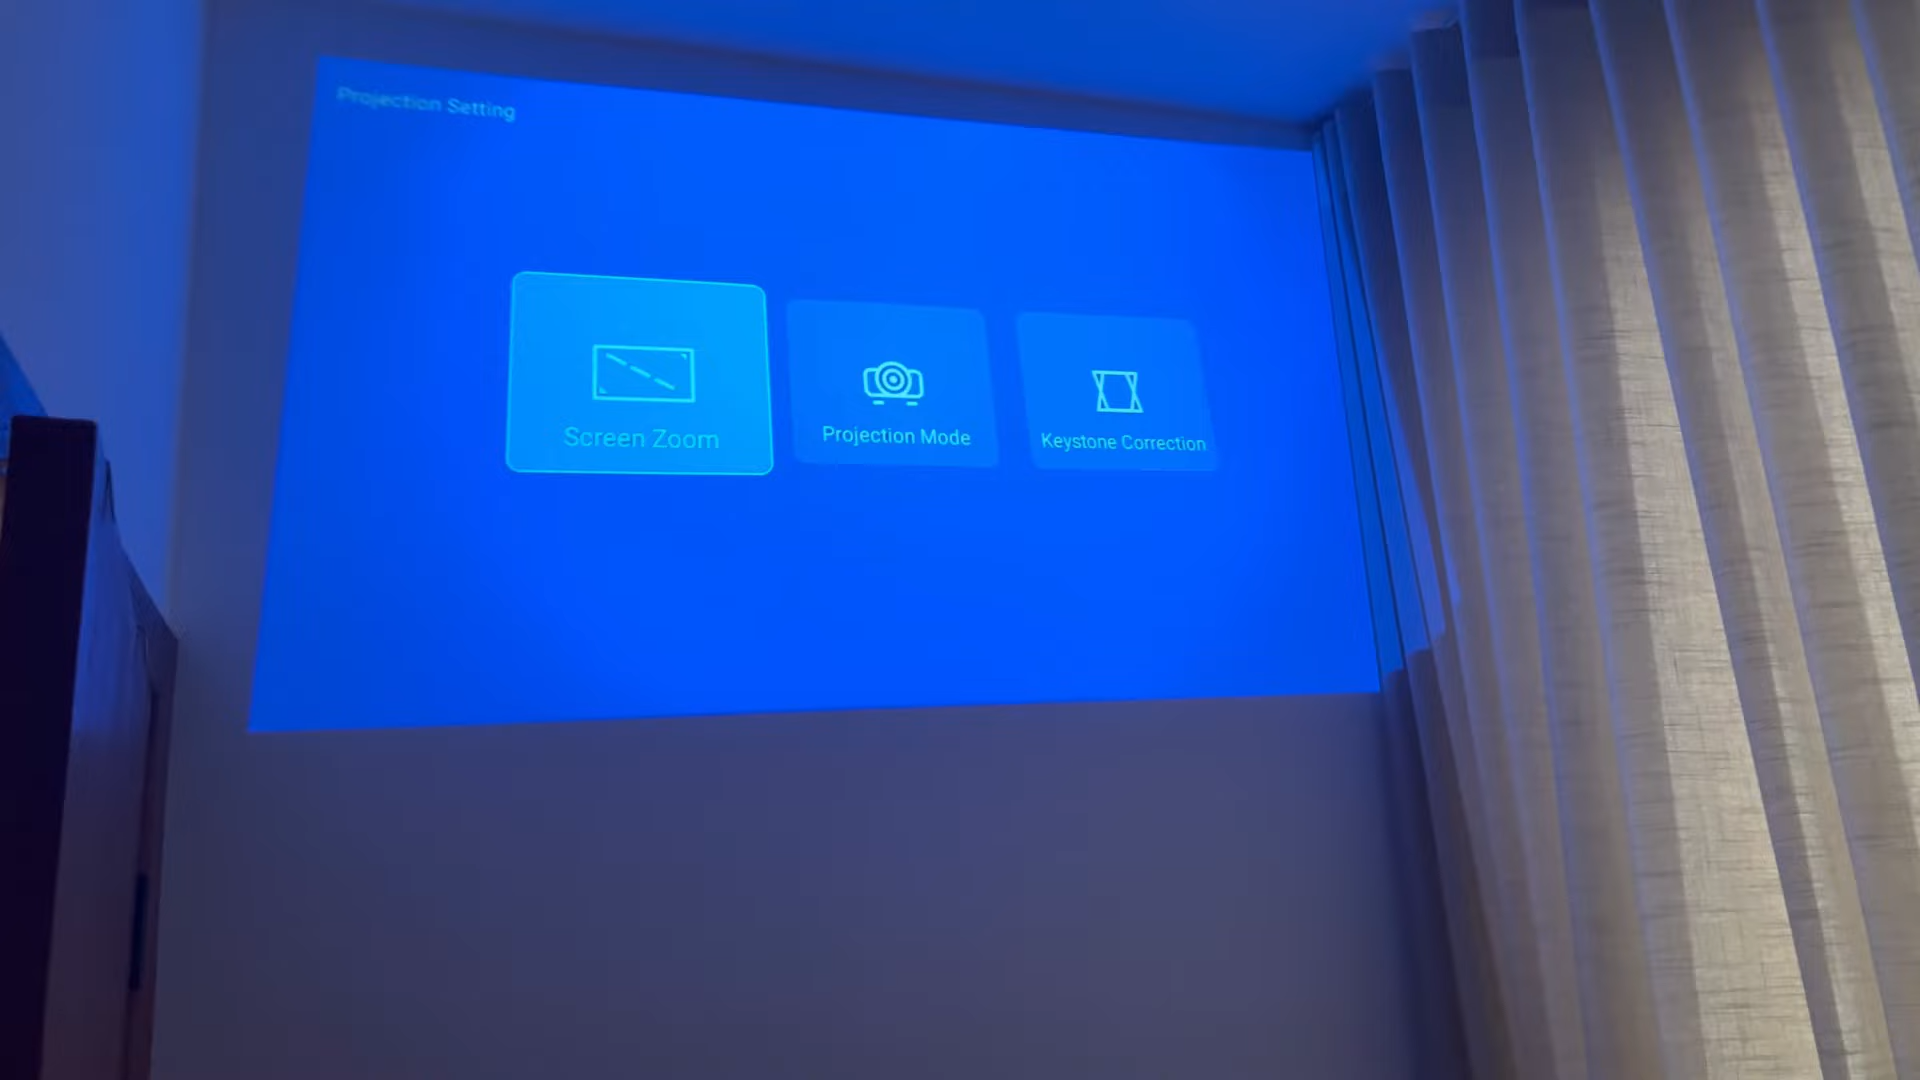 Projection Setting
Screen Zoom
Projection Mode
Keystone Correction